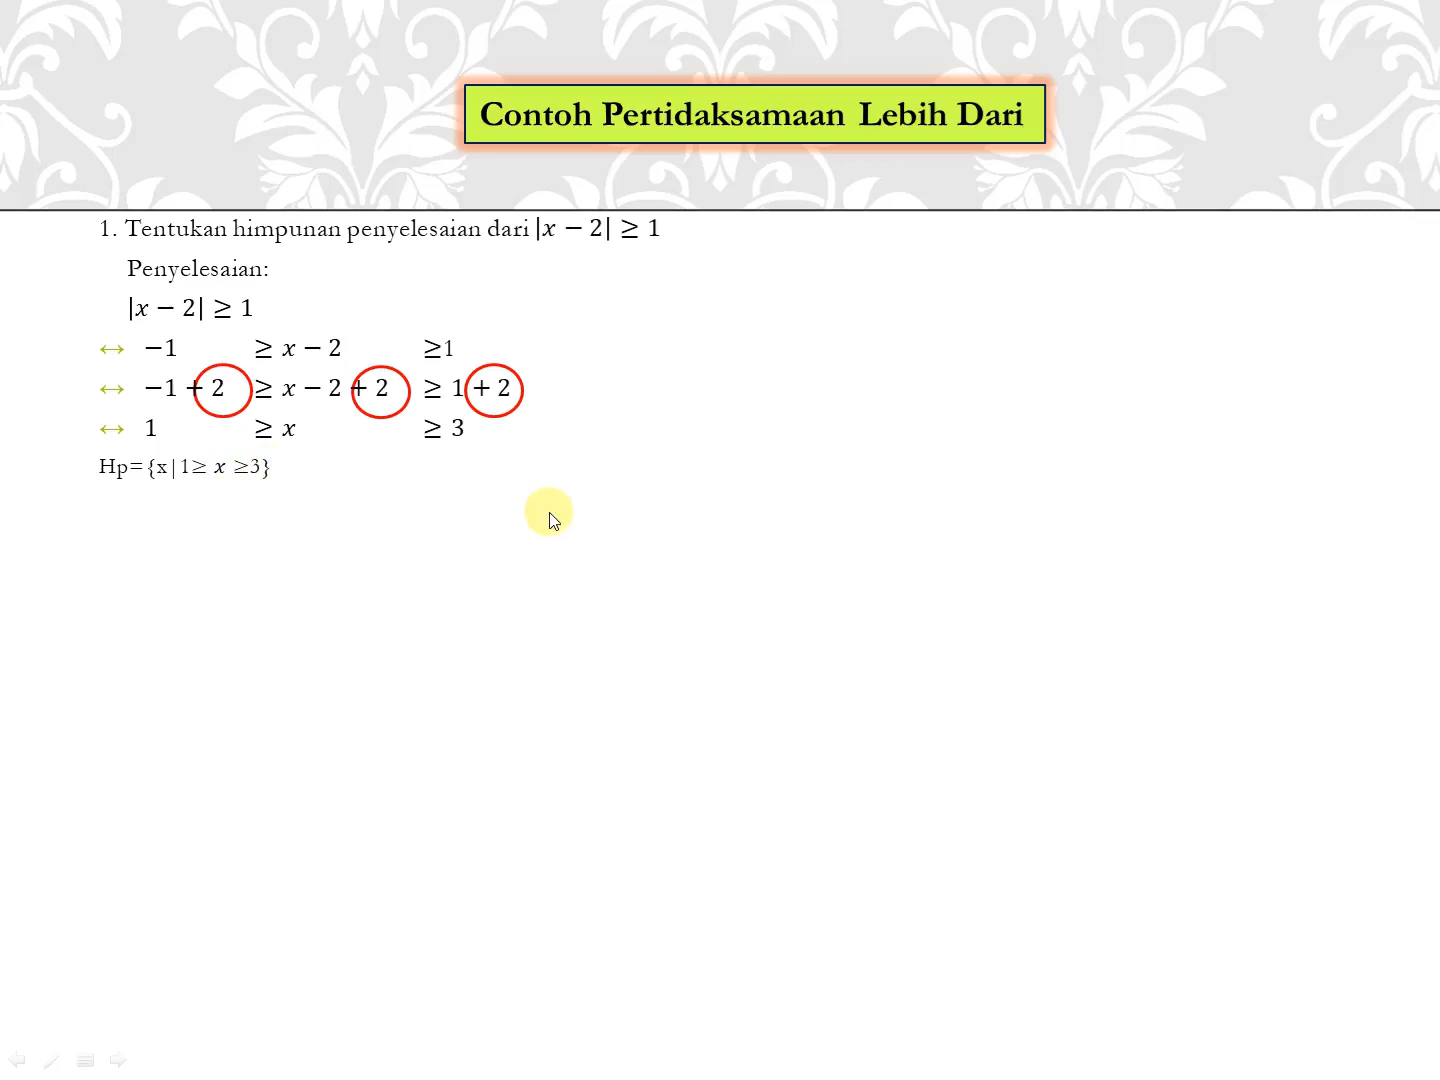 Contoh Pertidaksamaan Lebih Dari
1. Tentukan himpunan penyelesaian dari |x − 2| ≥ 1
Penyelesaian:
|x − 2| ≥ 1
↔ −1 ≥ x − 2 ≥1
↔ −1 + 2 ≥ x − 2 + 2 ≥ 1 + 2
↔ 1 ≥ x ≥ 3
Hp={x|1≥ x ≥3}